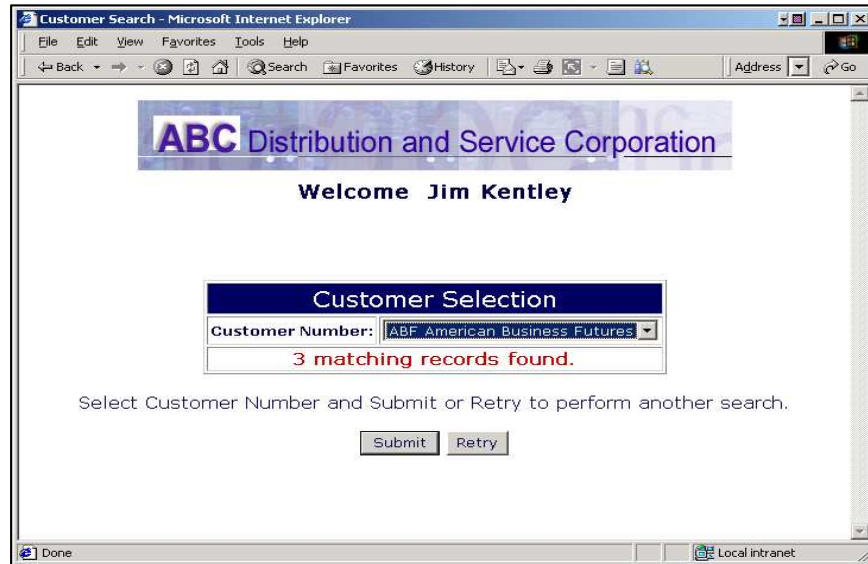 Customer Search - Microsoft Internet Explorer
File Edit View Favorites Tools Help
Back Search Favorites History Address Go
ABC Distribution and Service Corporation
Welcome Jim Kentley
Customer Selection
Customer Number: ABF American Business Futures
3 matching records found.
Select Customer Number and Submit or Retry to perform another search.
Submit Retry
Done Local intranet